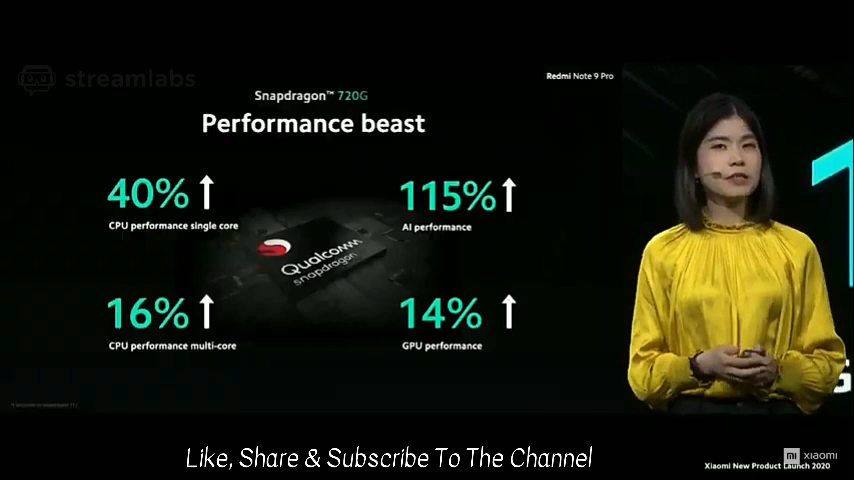 streamlabs
Redmi Note 9 Pro
Snapdragon™ 720G
Performance beast
40%
115%
CPU performance single core
AI performance
Qualcomm
snapdragon
16%
14%
CPU performance multi-core
GPU performance
Like, Share & Subscribe To The Channel
mi xiaomi
Xiaomi New Product Launch 2020